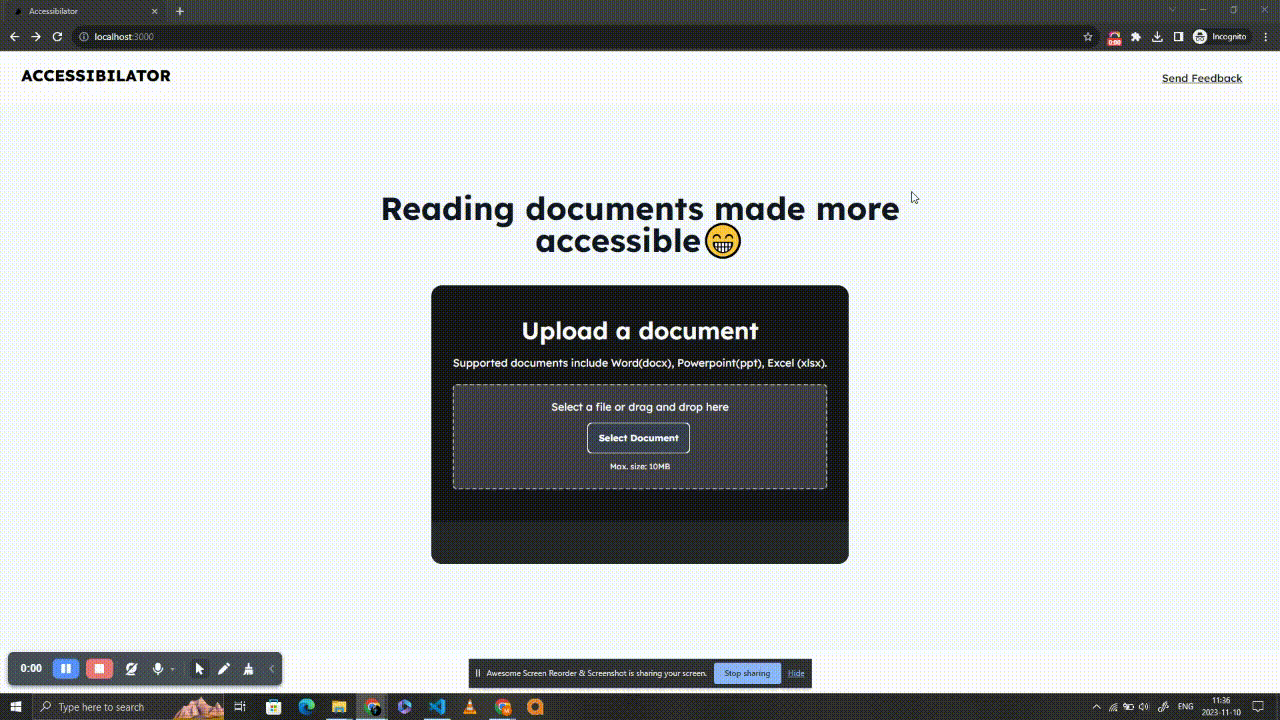 Accessibilator
localhost:3000
0:00
Incognito
ACCESSIBILATOR
Send Feedback
Reading documents made more
accessible
Upload a document
Supported documents include Word(docx), Powerpoint(ppt), Excel (xlsx).
Select a file or drag and drop here
Select Document
Max. size: 10MB
0:00
Awesome Screen Reorder & Screenshot is sharing your screen.
Stop sharing
Hide
Type here to search
ENG
11:36
2023-11-10